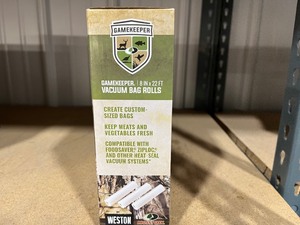 GAMEKEEPER
GAMEKEEPER | 8 IN X 22 FT
VACUUM BAG ROLLS
CREATE CUSTOM-
SIZED BAGS
KEEP MEATS AND
VEGETABLES FRESH
COMPATIBLE WITH
FOODSAVER® ZIPLOC®
AND OTHER HEAT-SEAL
VACUUM SYSTEMS*
WESTON